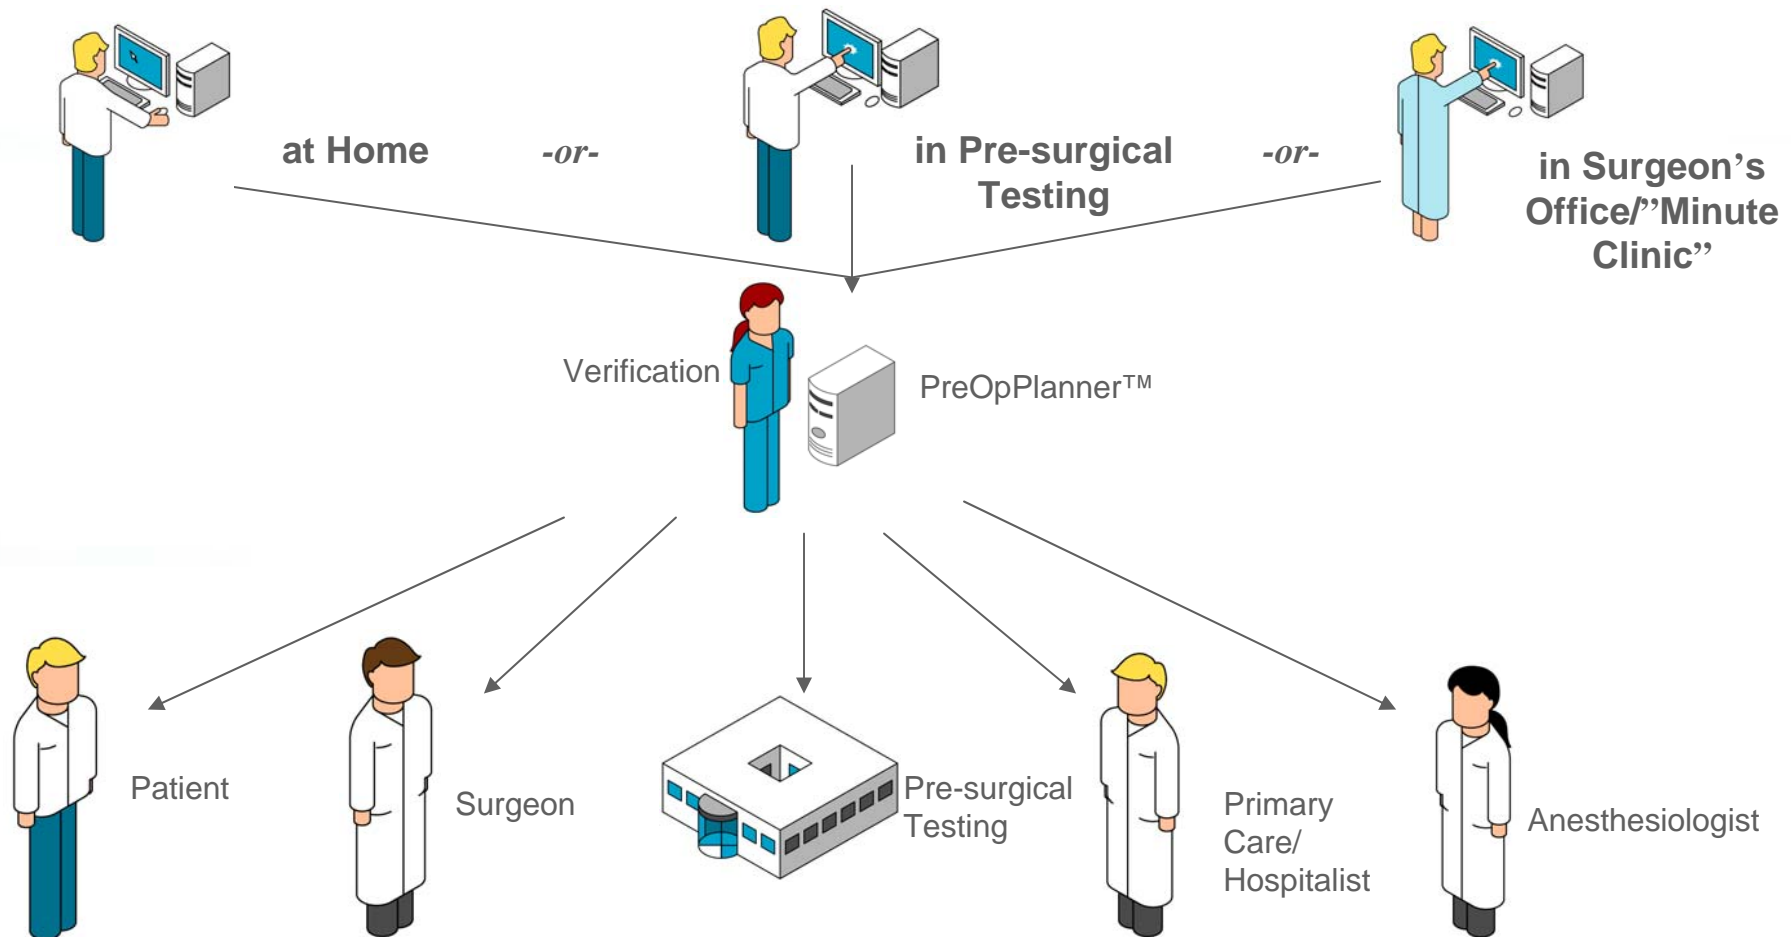 at Home
-or-
in Pre-surgical
Testing
-or-
in Surgeon’s
Office/”Minute
Clinic”
Verification
PreOpPlanner™
Patient
Surgeon
Pre-surgical
Testing
Primary
Care/
Hospitalist
Anesthesiologist